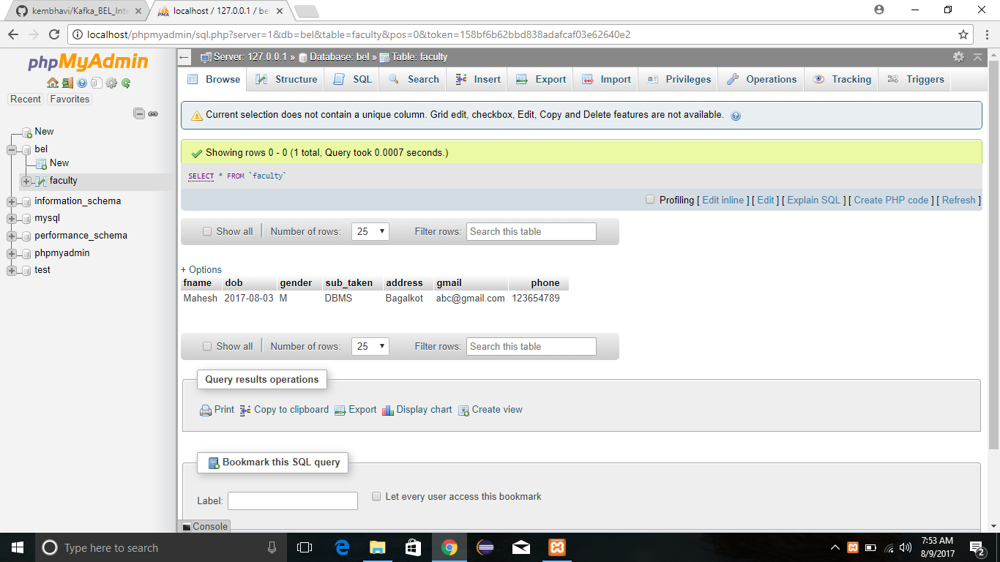 kembhavi/Kafka_BEL_Inte
localhost / 127.0.0.1 / bel
localhost/phpmyadmin/sql.php?server=1&db=bel&table=faculty&pos=0&token=158bf6b62bbd838adafcaf03e62640e2
phpMyAdmin
Recent Favorites
New
bel
New
faculty
information_schema
mysql
performance_schema
phpmyadmin
test
Server: 127.0.0.1 » Database: bel » Table: faculty
Browse Structure SQL Search Insert Export Import Privileges Operations Tracking Triggers
Current selection does not contain a unique column. Grid edit, checkbox, Edit, Copy and Delete features are not available.
Showing rows 0 - 0 (1 total, Query took 0.0007 seconds.)
SELECT * FROM `faculty`
Profiling [ Edit inline ] [ Edit ] [ Explain SQL ] [ Create PHP code ] [ Refresh ]
Show all Number of rows: 25 Filter rows: Search this table
+ Options
fname dob gender sub_taken address gmail phone
Mahesh 2017-08-03 M DBMS Bagalkot abc@gmail.com 123654789
Show all Number of rows: 25 Filter rows: Search this table
Query results operations
Print Copy to clipboard Export Display chart Create view
Bookmark this SQL query
Label: Let every user access this bookmark
Console
Type here to search
7:53 AM
8/9/2017
2